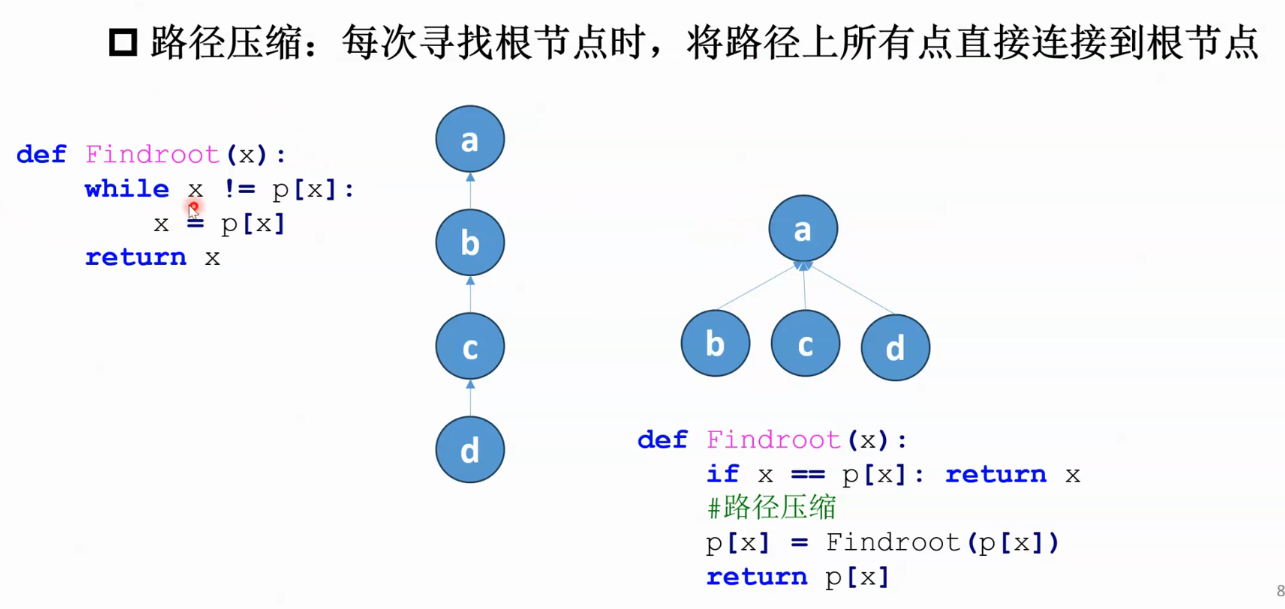 路径压缩：每次寻找根节点时，将路径上所有点直接连接到根节点
def Findroot(x):
    while x != p[x]:
        x = p[x]
    return x
a
b
c
d
a
b c d
def Findroot(x):
    if x == p[x]: return x
    #路径压缩
    p[x] = Findroot(p[x])
    return p[x]
8